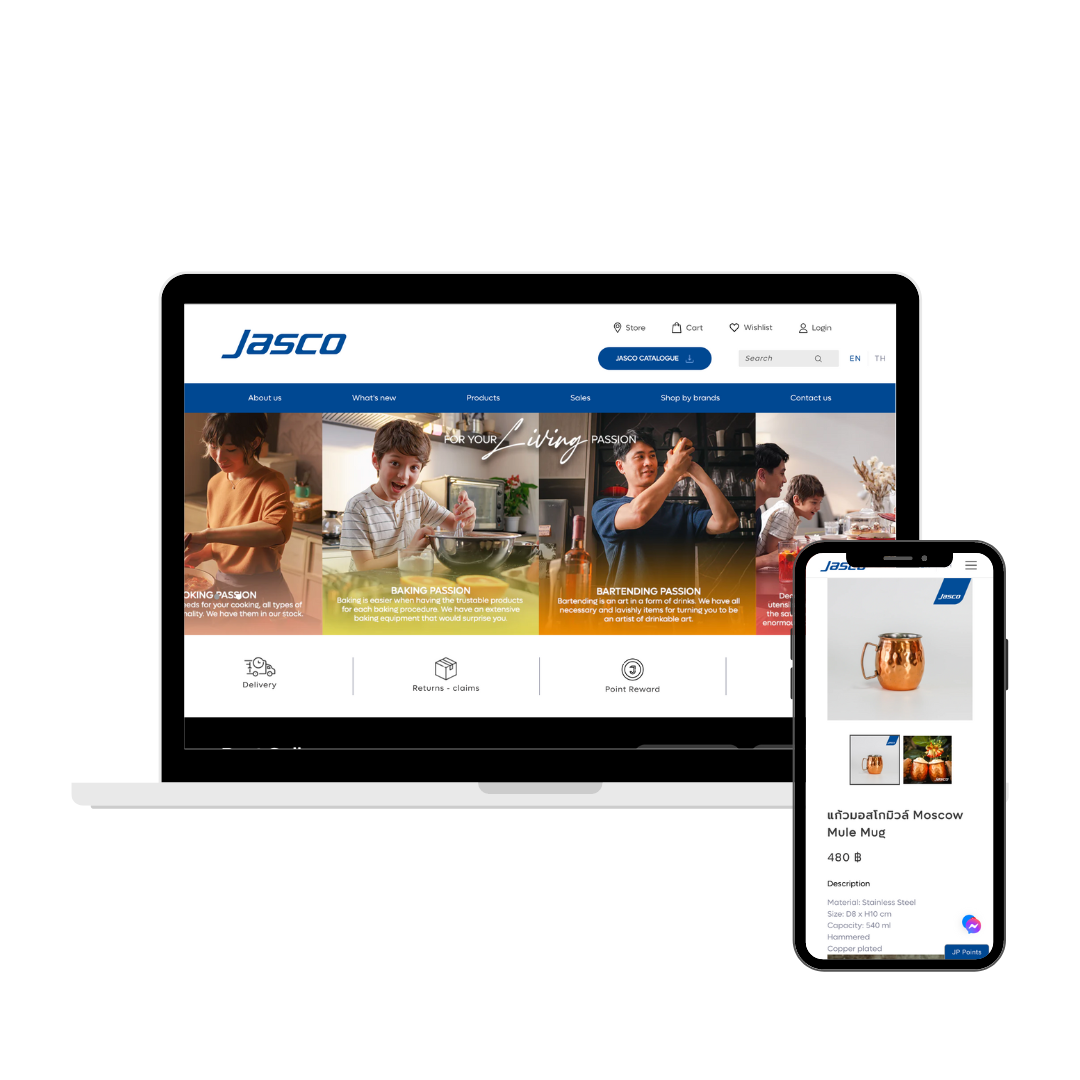 Jasco
Store
Cart
Wishlist
Login
JASCO CATALOGUE
Search
EN
TH
About us
What's new
Products
Sales
Shop by brands
Contact us
FOR YOUR Living PASSION
OKING PASSION
eeds for your cooking, all types of
nality. We have them in our stock.
BAKING PASSION
Baking is easier when having the trustable products
for each baking procedure. We have an extensive
baking equipment that would surprise you.
BARTENDING PASSION
Bartending is an art in a form of drinks. We have all
necessary and lavishly items for turning you to be
an artist of drinkable art.
utensi
the sav
enormou
Delivery
Returns - claims
Point Reward
Jasco
Jasco
JASCO
แก้วมอสโกมิวล์ Moscow
Mule Mug
480 ฿
Description
Material: Stainless Steel
Size: D8 x H10 cm
Capacity: 540 ml
Hammered
Copper plated
JP Points